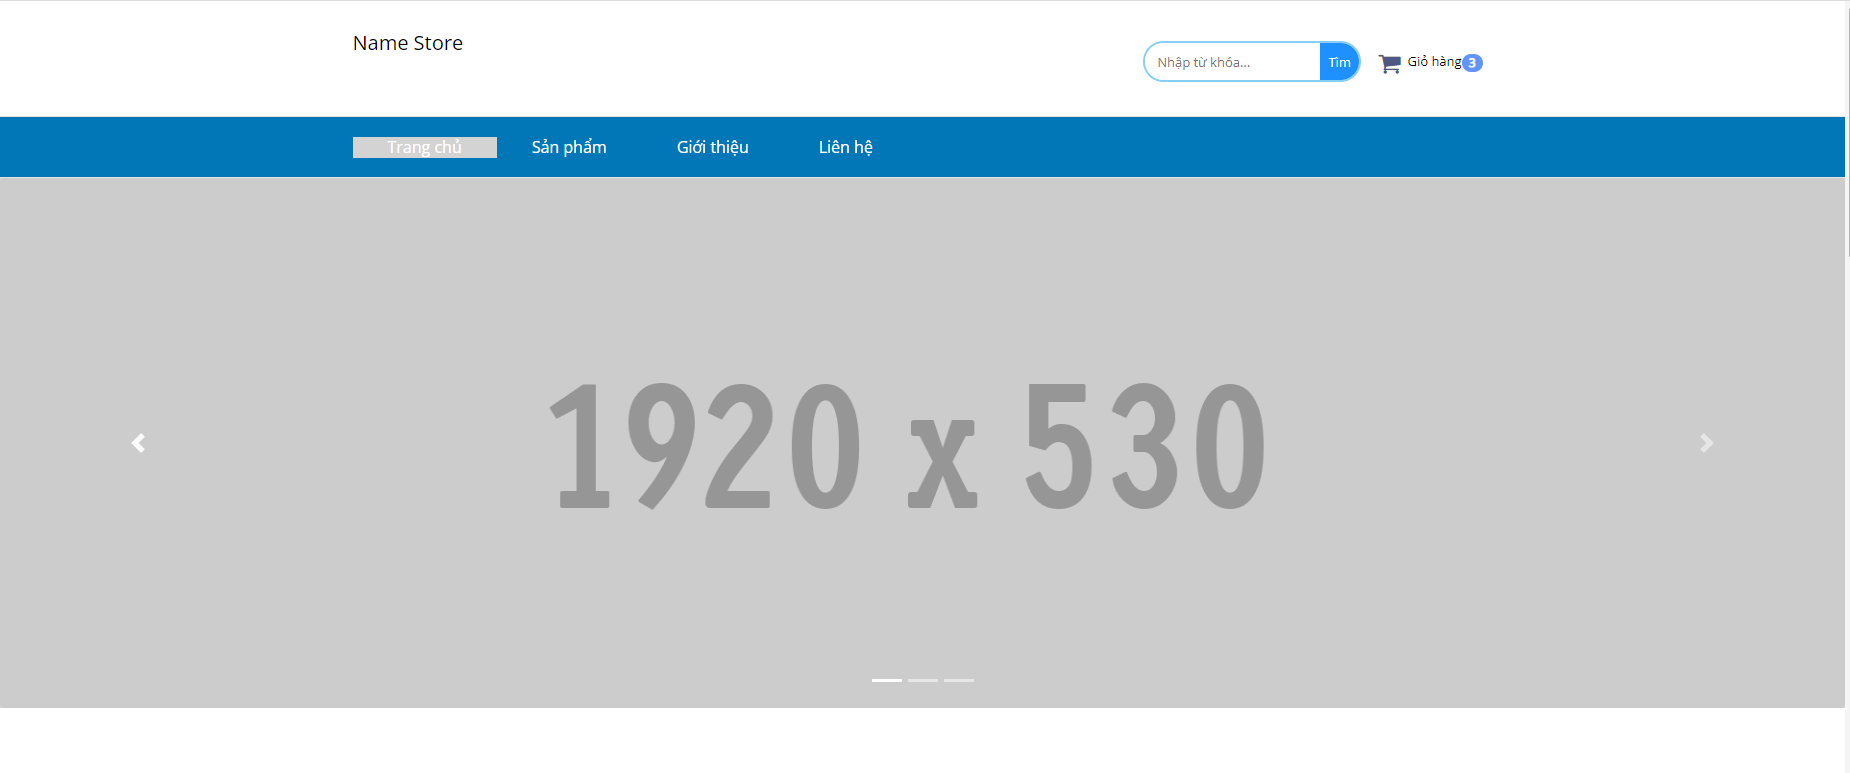 Name Store
Nhập từ khóa...
Tìm
Giỏ hàng 3
Trang chủ
Sản phẩm
Giới thiệu
Liên hệ
1920 x 530